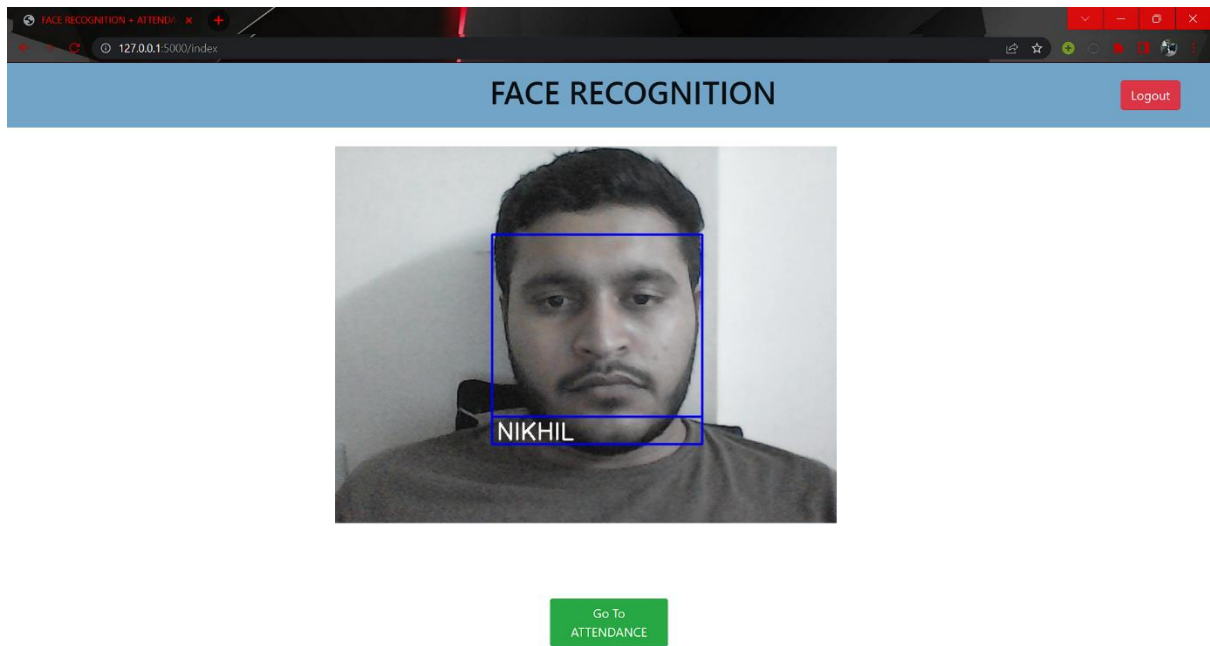 FACE RECOGNITION + ATTENDA
127.0.0.1:5000/index
FACE RECOGNITION
Logout
NIKHIL
Go To
ATTENDANCE